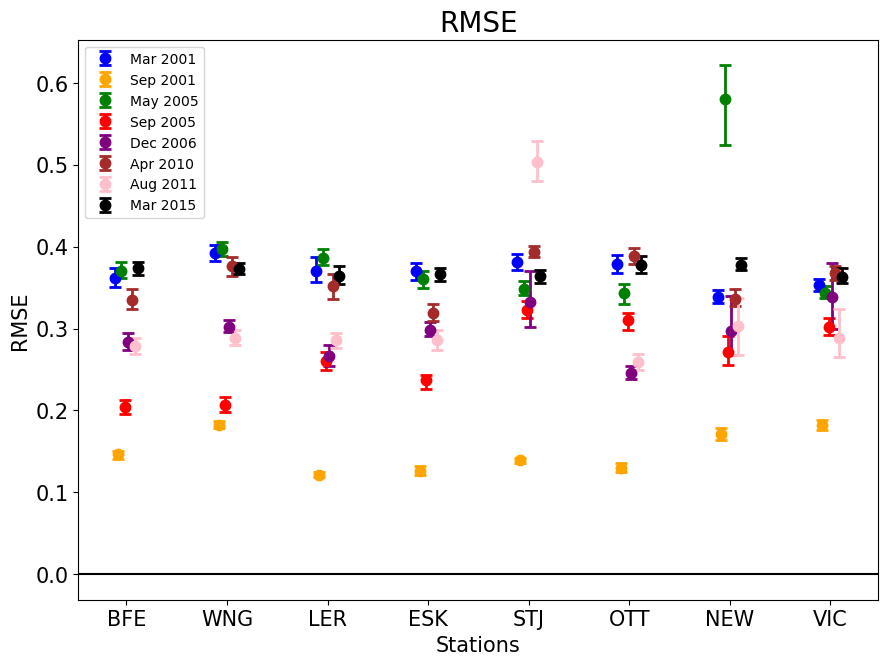 RMSE
Mar 2001
Sep 2001
May 2005
Sep 2005
Dec 2006
Apr 2010
Aug 2011
Mar 2015
RMSE
0.6
0.5
0.4
0.3
0.2
0.1
0.0
BFE WNG LER ESK STJ OTT NEW VIC
Stations